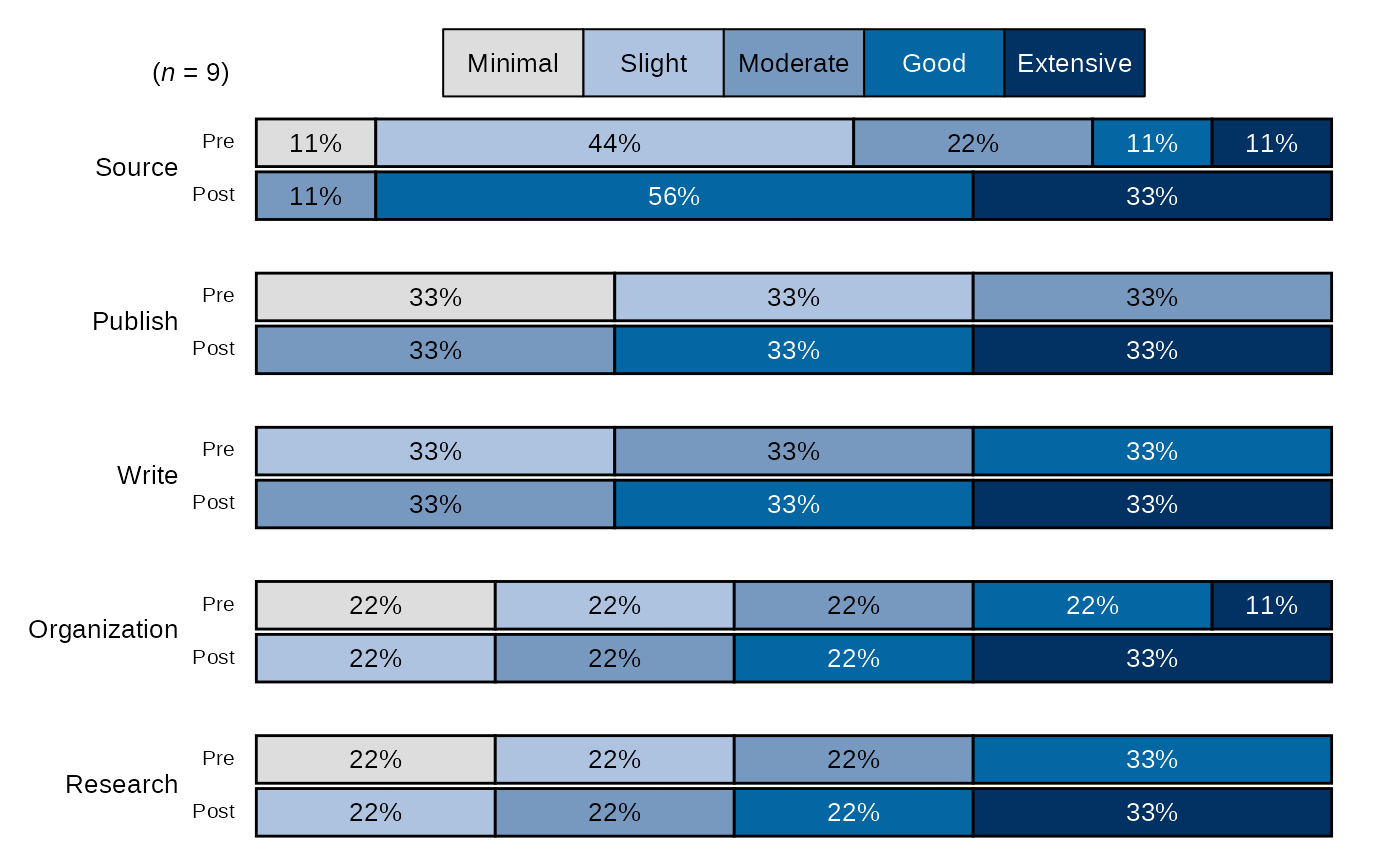 (n = 9)
Minimal Slight Moderate Good Extensive
Source
Pre 11% 44% 22% 11% 11%
Post 11% 56% 33%
Publish
Pre 33% 33% 33%
Post 33% 33% 33%
Write
Pre 33% 33% 33%
Post 33% 33% 33%
Organization
Pre 22% 22% 22% 22% 11%
Post 22% 22% 22% 33%
Research
Pre 22% 22% 22% 33%
Post 22% 22% 22% 33%